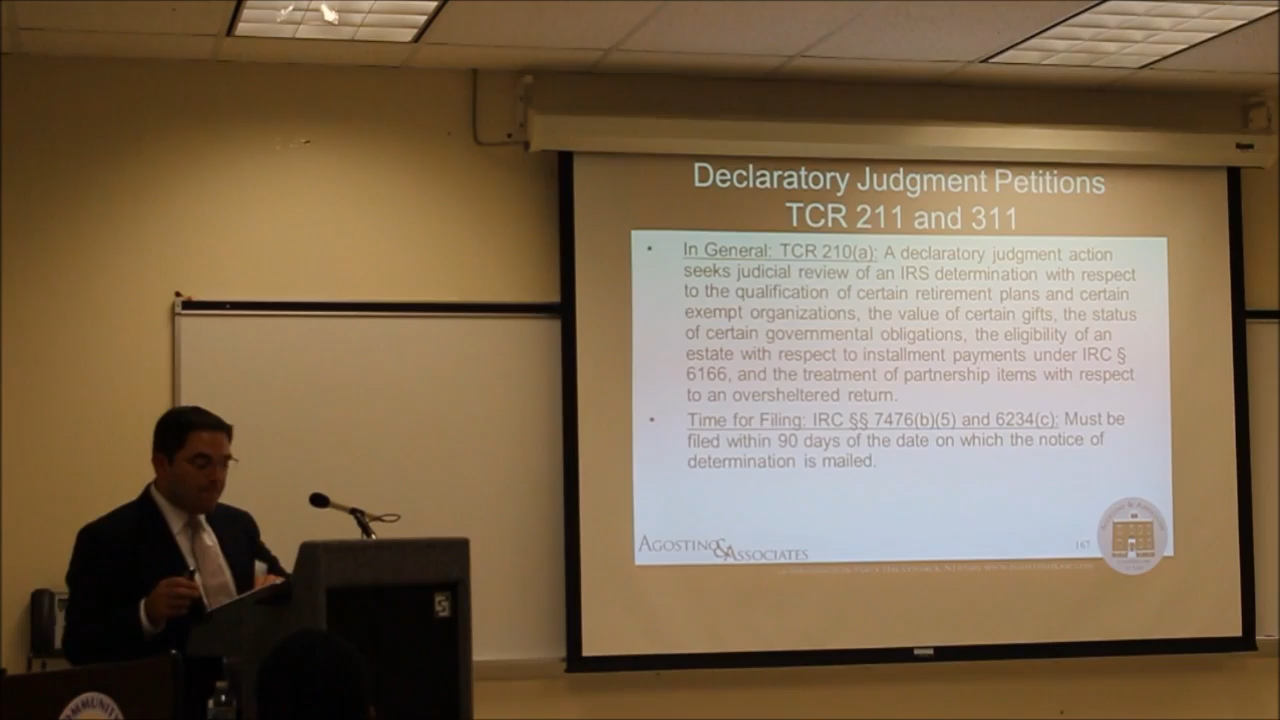 Declaratory Judgment Petitions
TCR 211 and 311
• In General: TCR 210(a): A declaratory judgment action
seeks judicial review of an IRS determination with respect
to the qualification of certain retirement plans and certain
exempt organizations, the value of certain gifts, the status
of certain governmental obligations, the eligibility of an
estate with respect to installment payments under IRC §
6166, and the treatment of partnership items with respect
to an oversheltered return.
• Time for Filing: IRC §§ 7476(b)(5) and 6234(c): Must be
filed within 90 days of the date on which the notice of
determination is mailed.
AGOSTINO & ASSOCIATES
167